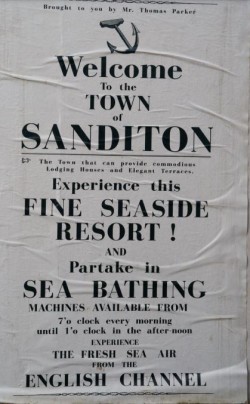 Brought to you by Mr. Thomas Parker
Welcome
To the
TOWN
of
SANDITON
The Town that can provide commodious
Lodging Houses and Elegant Terraces.
Experience this
FINE SEASIDE
RESORT !
AND
Partake in
SEA BATHING
MACHINES AVAILABLE FROM
7'o clock every morning
until 1'o clock in the after-noon
EXPERIENCE
THE FRESH SEA AIR
FROM THE
ENGLISH CHANNEL